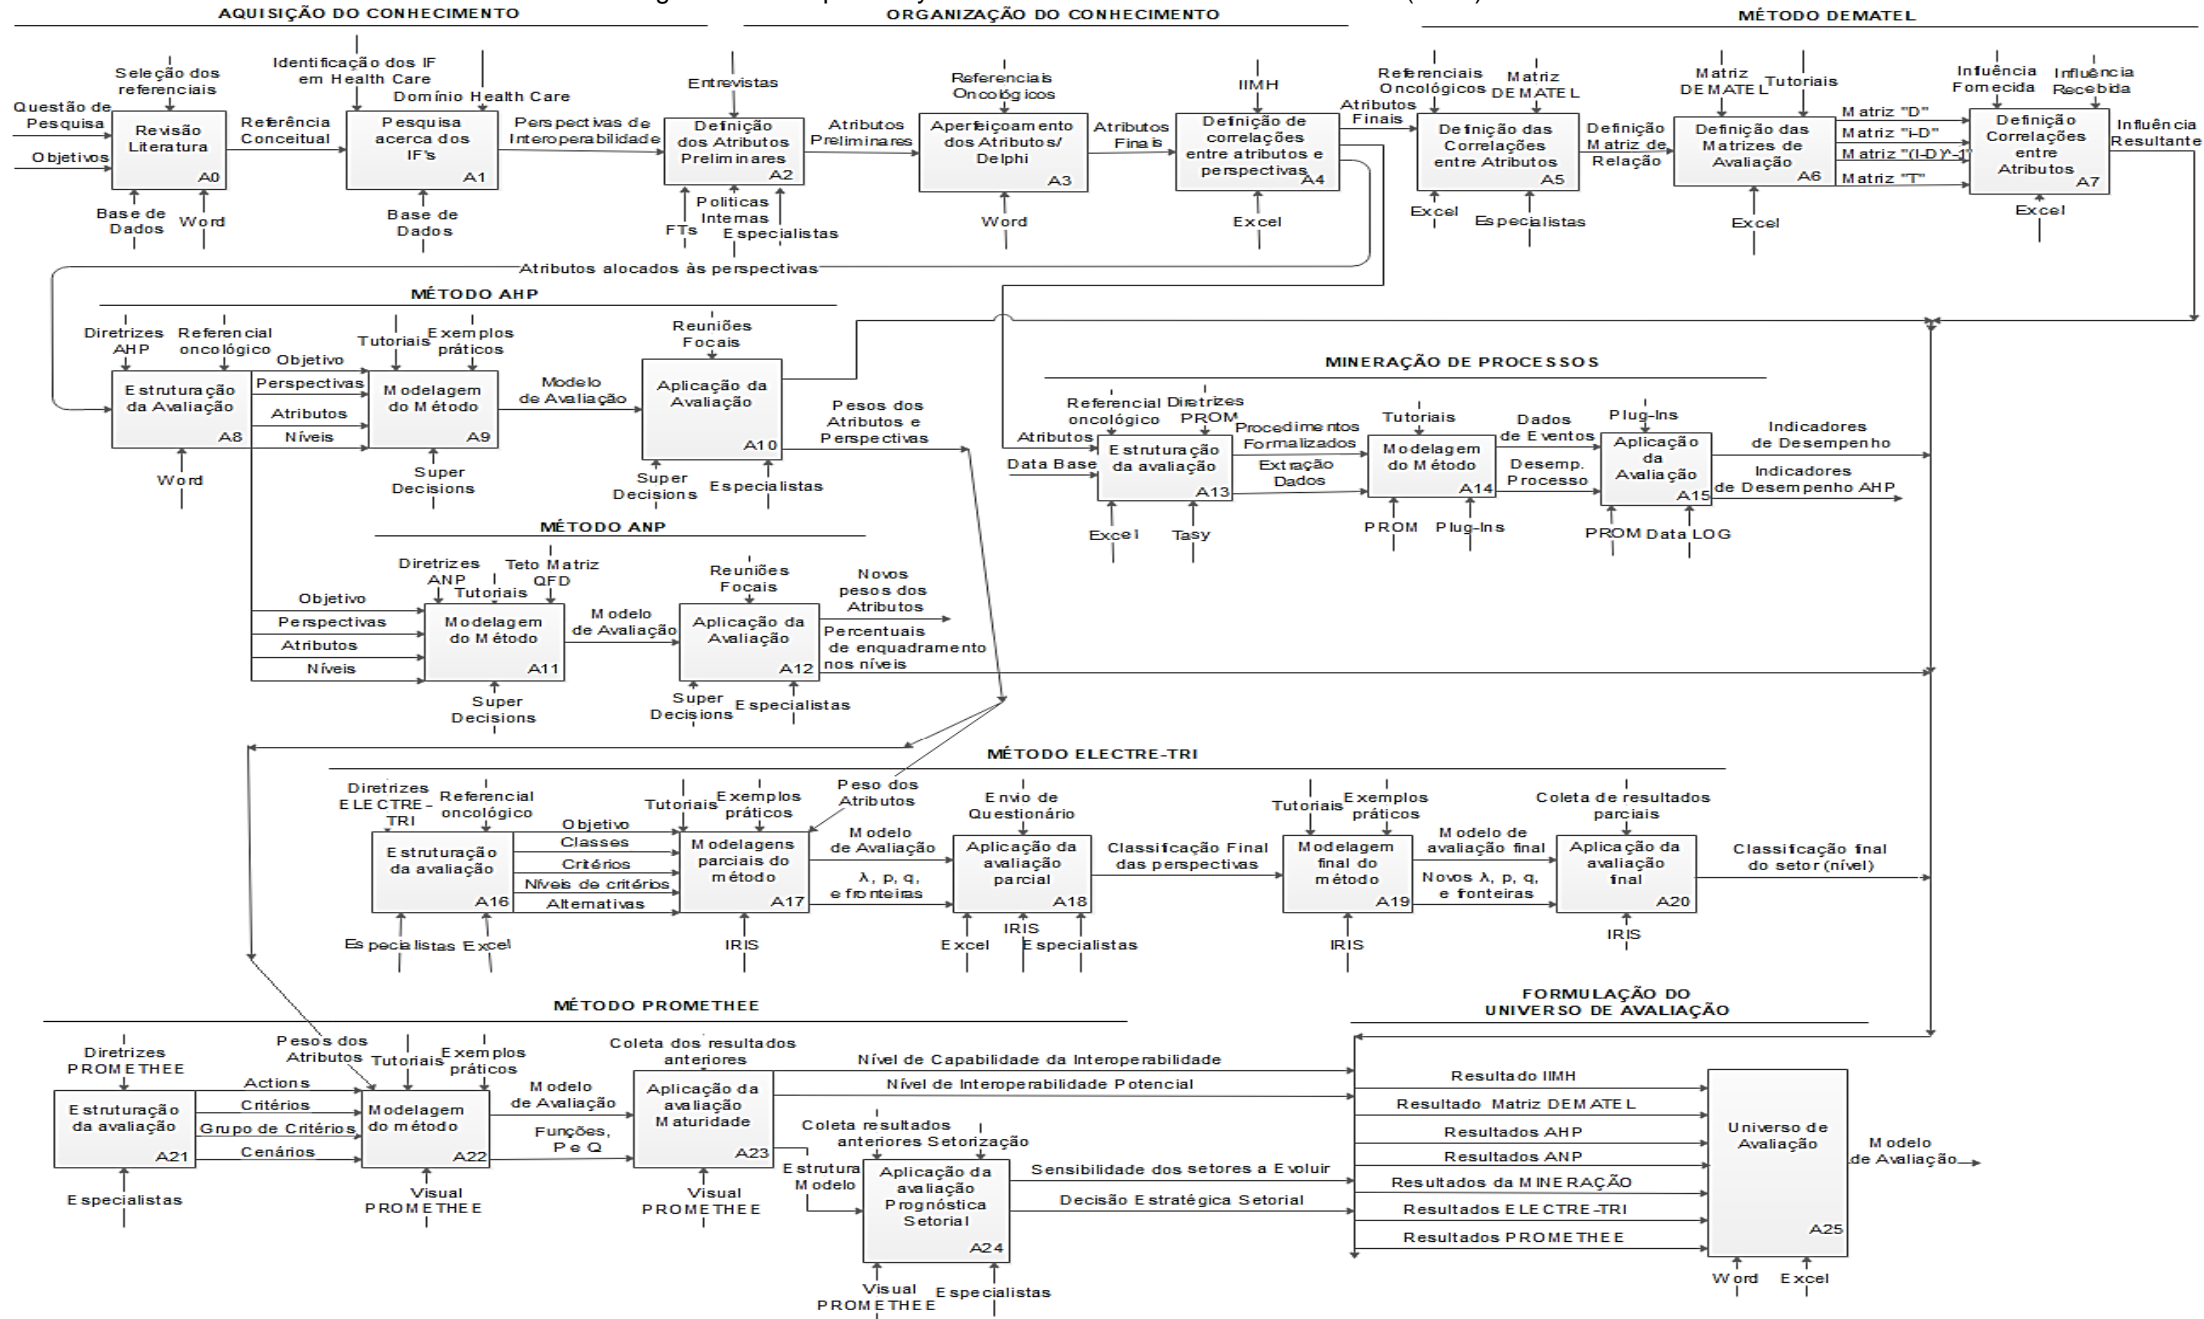 AQUISIÇÃO DO CONHECIMENTO
ORGANIZAÇÃO DO CONHECIMENTO
MÉTODO DEMATEL
Questão de
Pesquisa
Objetivos
Seleção dos
referenciais
Revisão
Literatura
A0
Base de
Dados
Word
Referência
Conceitual
Identificação dos IF
em Health Care
Domínio Health Care
Pesquisa
acerca dos
IF's
A1
Base de
Dados
Perspectivas de
Interoperabilidade
Entrevistas
Definição
dos Atributos
Preliminares
A2
FTs
Politicas
Internas
Especialistas
Atributos
Preliminares
Referenciais
Oncológicos
Aperfeiçoamento
dos Atributos/
Delphi
A3
Word
Atributos
Finais
IIMH
Definição de
correlações
entre atributos e
perspectivas
A4
Excel
Atributos
Finais
Referenciais
Oncológicos
Matriz
DEMATEL
Definição das
Correlações
entre Atributos
A5
Excel
Especialistas
Definição
Matriz de
Relação
Matriz
DEMATEL
Tutoriais
Definição das
Matrizes de
Avaliação
A6
Excel
Matriz "D"
Matriz "i-D"
Matriz "(I-D)^-1"
Matriz "T"
Influência
Fornecida
Influência
Recebida
Definição
Correlações
entre
Atributos
A7
Excel
Influência
Resultante
Atributos alocados às perspectivas
MÉTODO AHP
Diretrizes
AHP
Referencial
oncológico
Estruturação
da Avaliação
A8
Word
Objetivo
Perspectivas
Atributos
Níveis
Tutoriais
Exemplos
práticos
Modelagem
do Método
A9
Super
Decisions
Modelo
de Avaliação
Reuniões
Focais
Aplicação da
Avaliação
A10
Super
Decisions
Especialistas
Pesos dos
Atributos e
Perspectivas
MINERAÇÃO DE PROCESSOS
Atributos
Data Base
Referencial
oncológico
Diretrizes
PROM
Estruturação
da avaliação
A13
Excel
Tasy
Procedimentos
Formalizados
Extração
Dados
Tutoriais
Modelagem
do Método
A14
PROM
Plug-Ins
Dados
de Eventos
Desemp.
Processo
Plug-Ins
Aplicação
da
Avaliação
A15
PROM
Data LOG
Indicadores
de Desempenho
Indicadores
de Desempenho AHP
MÉTODO ANP
Objetivo
Perspectivas
Atributos
Níveis
Diretrizes
ANP
Tutoriais
Teto Matriz
QFD
Modelagem
do Método
A11
Super
Decisions
Modelo
de Avaliação
Reuniões
Focais
Aplicação da
Avaliação
A12
Super
Decisions
Especialistas
Novos
pesos dos
Atributos
Percentuais
de enquadramento
nos níveis
MÉTODO ELECTRE-TRI
Diretrizes
ELECTRE-
TRI
Referencial
oncológico
Estruturação
da avaliação
A16
Especialistas
Excel
Objetivo
Classes
Critérios
Níveis de critérios
Alternativas
Tutoriais
Exemplos
práticos
Peso dos
Atributos
Modelagens
parciais do
método
A17
IRIS
Modelo
de Avaliação
λ, p, q,
e fronteiras
Envio de
Questionário
Aplicação da
avaliação
parcial
A18
Excel
IRIS
Especialistas
Classificação Final
das perspectivas
Tutoriais
Exemplos
práticos
Modelagem
final do
método
A19
IRIS
Modelo de
avaliação final
Novos λ, p, q,
e fronteiras
Coleta de resultados
parciais
Aplicação da
avaliação
final
A20
IRIS
Classificação final
do setor (nível)
MÉTODO PROMETHEE
Diretrizes
PROMETHEE
Estruturação
da avaliação
A21
Especialistas
Actions
Critérios
Grupo de Critérios
Cenários
Pesos dos
Atributos
Tutoriais
Exemplos
práticos
Modelagem
do método
A22
Visual
PROMETHEE
Modelo
de Avaliação
Funções,
P e Q
Coleta dos resultados
anteriores
Aplicação da
avaliação
Maturidade
A23
Visual
PROMETHEE
Nível de Capabilidade da Interoperabilidade
Nível de Interoperabilidade Potencial
Estrutura
Modelo
Coleta resultados
anteriores
Setorização
Aplicação da
avaliação
Prognóstica
Setorial
A24
Visual
PROMETHEE
Especialistas
Sensibilidade dos setores a Evoluir
Decisão Estratégica Setorial
FORMULAÇÃO DO
UNIVERSO DE AVALIAÇÃO
Resultado IIMH
Resultado Matriz DEMATEL
Resultados AHP
Resultados ANP
Resultados da MINERAÇÃO
Resultados ELECTRE-TRI
Resultados PROMETHEE
Universo de
Avaliação
A25
Word
Excel
Modelo
de Avaliação